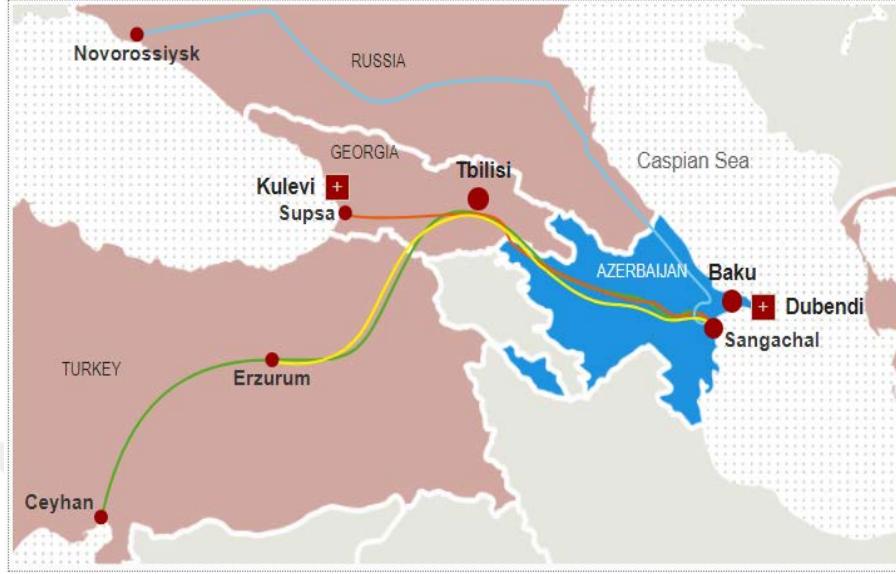 Novorossiysk
RUSSIA
GEORGIA
Tbilisi
Caspian Sea
Kulevi
Supsa
AZERBAIJAN
Baku
Dubendi
Sangachal
TURKEY
Erzurum
Ceyhan